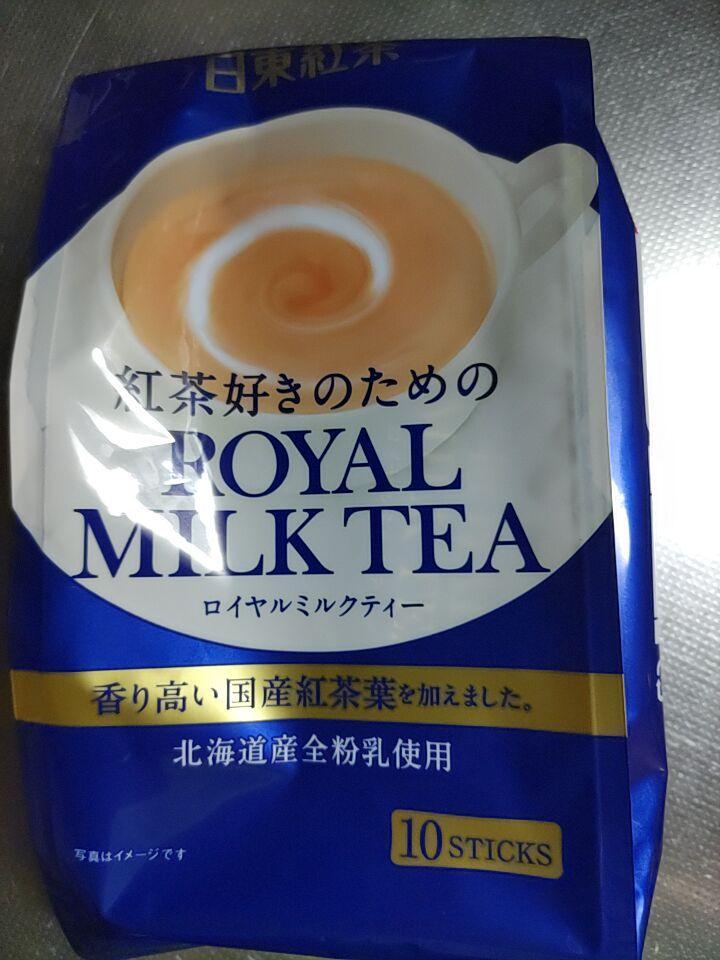 日東紅茶
紅茶好きのための
ROYAL
MILK TEA
ロイヤルミルクティー
香り高い国産紅茶葉を加えました。
北海道産全粉乳使用
写真はイメージです
10 STICKS